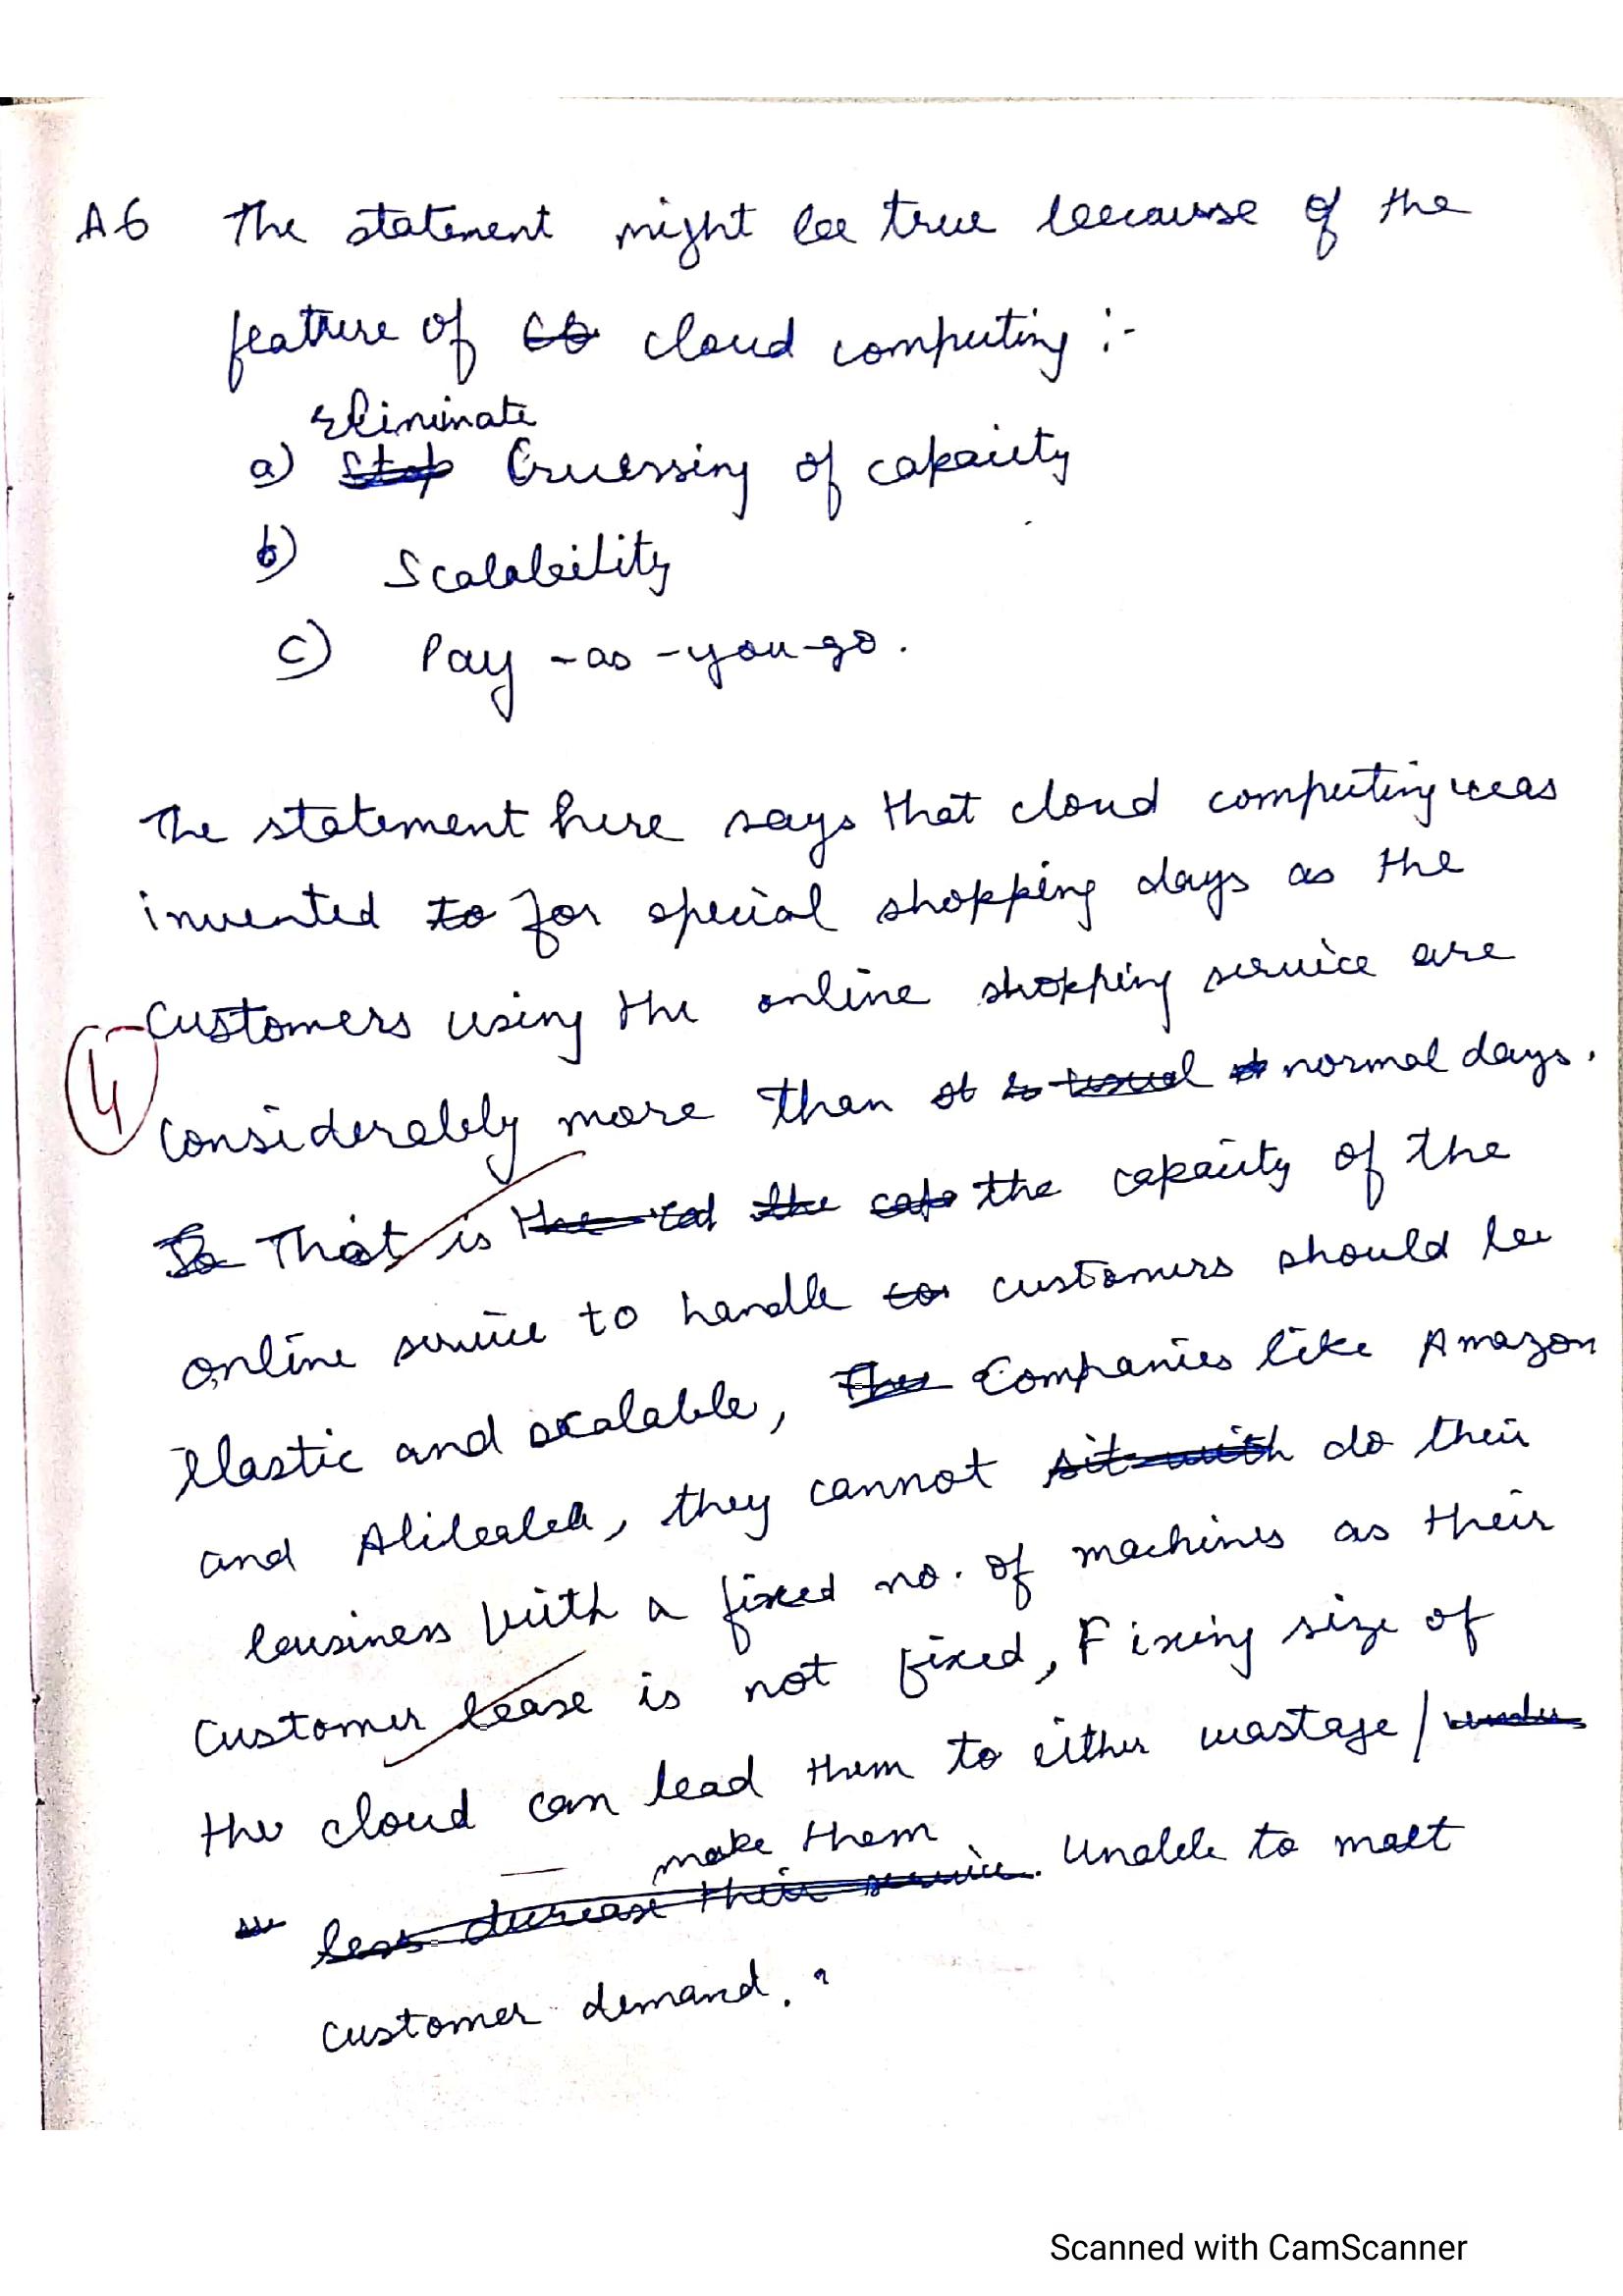 A6 The statement might be true because of the
feature of cloud computing :-
Eliminate
a) Guessing of capacity
b) Scalability
c) Pay-as-you-go.
The statement here says that cloud computing was
invented to for special shopping days as the
Customers using the online shopping service are
4
considerably more than normal days.
That is the capacity of the
online service to handle customers should be
elastic and scalable, Companies like Amazon
and Alibaba, they cannot do their
business with a fixed no. of machines as their
customer base is not fixed, Fixing size of
the cloud can lead them to either wastage /
make them
Unable to meet
customer demand.
Scanned with CamScanner